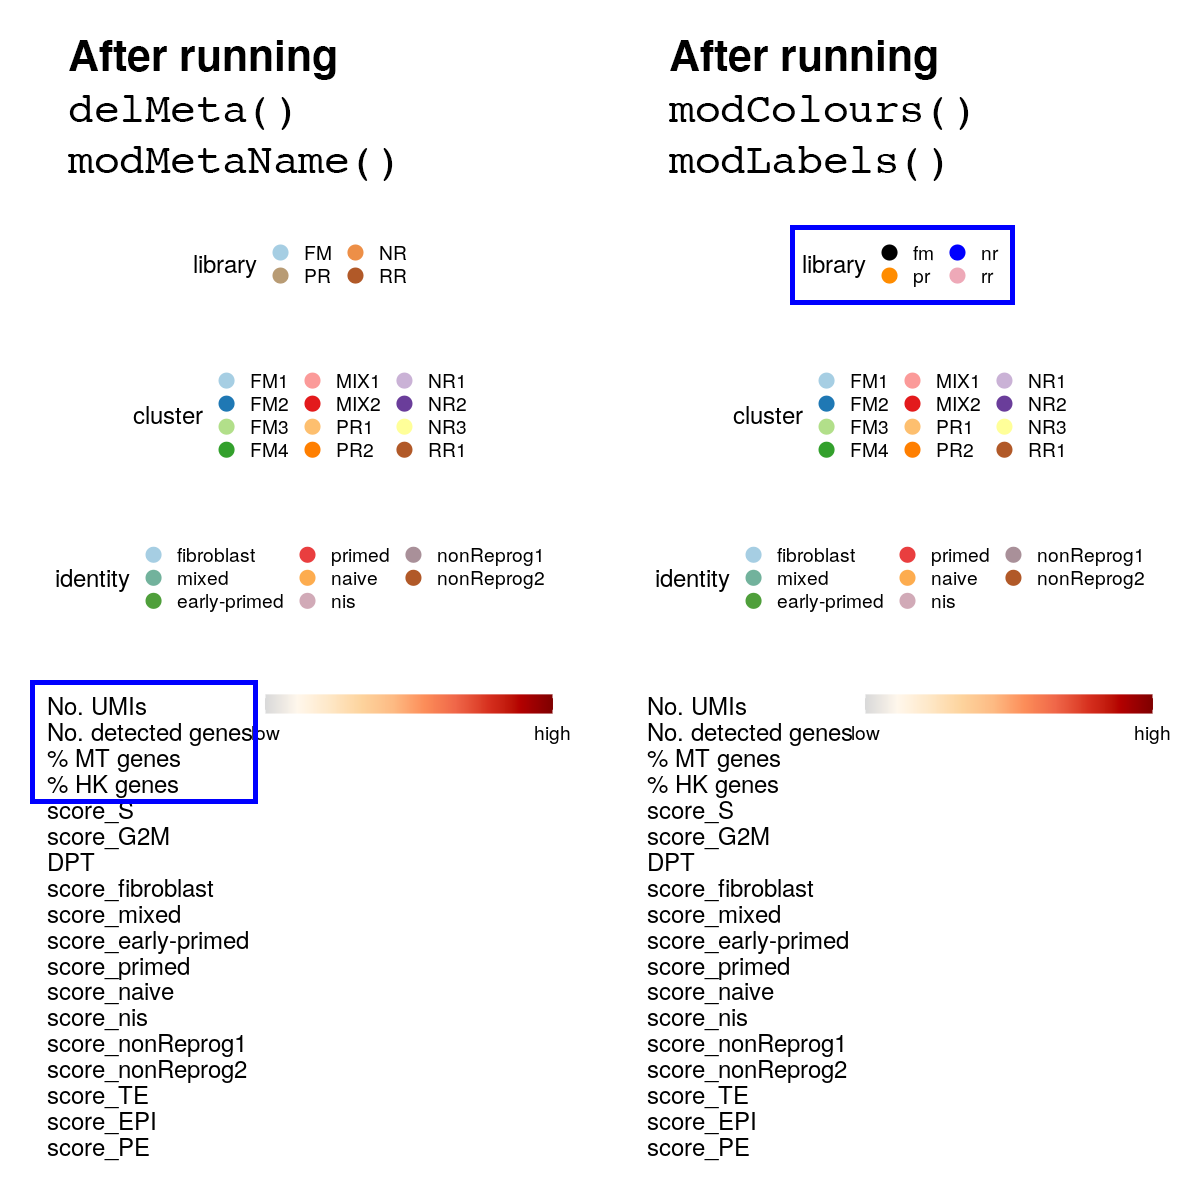 After running
delMeta()
modMetaName()
library FM NR
PR RR
cluster FM1 MIX1 NR1
FM2 MIX2 NR2
FM3 PR1 NR3
FM4 PR2 RR1
identity fibroblast primed nonReprog1
mixed naive nonReprog2
early-primed nis
No. UMIs
No. detected genes low high
% MT genes
% HK genes
score_S
score_G2M
DPT
score_fibroblast
score_mixed
score_early-primed
score_primed
score_naive
score_nis
score_nonReprog1
score_nonReprog2
score_TE
score_EPI
score_PE
After running
modColours()
modLabels()
library fm nr
pr rr
cluster FM1 MIX1 NR1
FM2 MIX2 NR2
FM3 PR1 NR3
FM4 PR2 RR1
identity fibroblast primed nonReprog1
mixed naive nonReprog2
early-primed nis
No. UMIs
No. detected genes low high
% MT genes
% HK genes
score_S
score_G2M
DPT
score_fibroblast
score_mixed
score_early-primed
score_primed
score_naive
score_nis
score_nonReprog1
score_nonReprog2
score_TE
score_EPI
score_PE